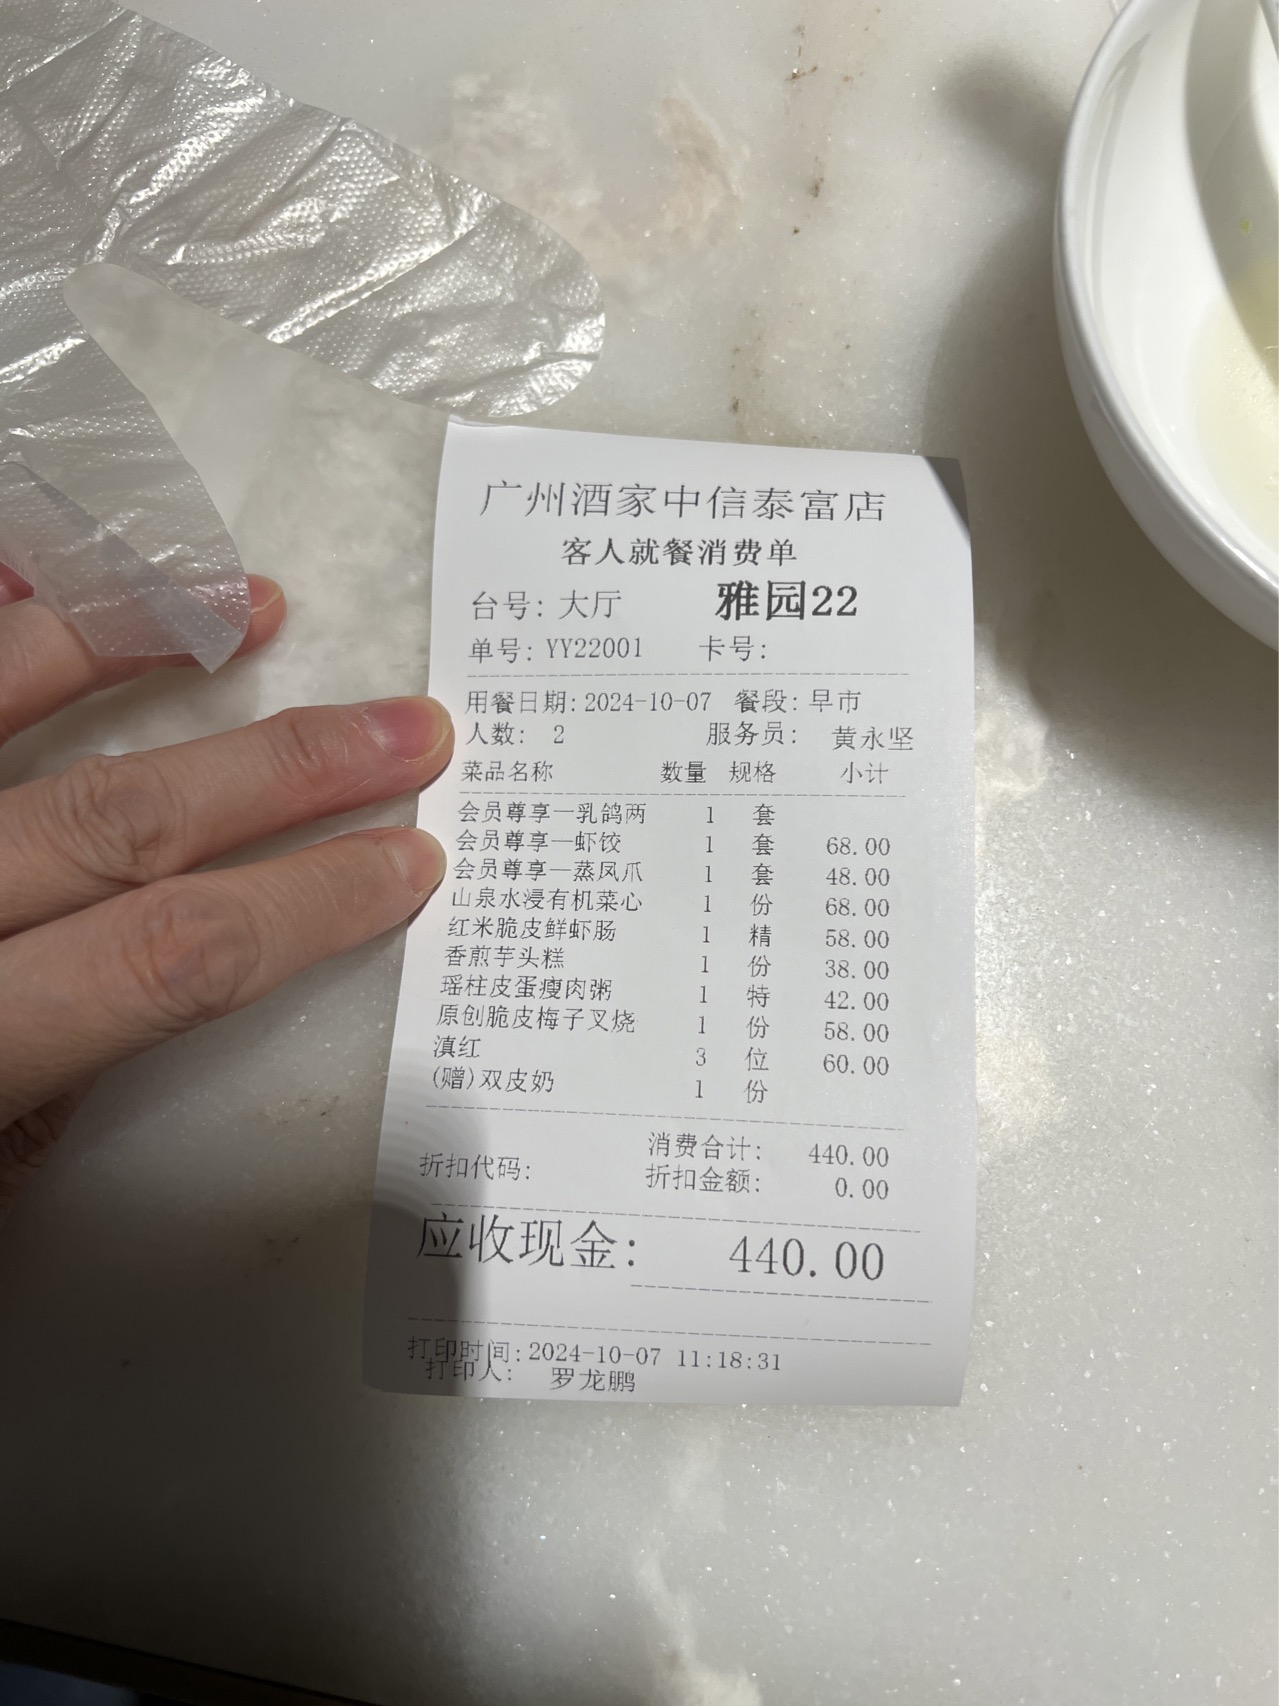 广州酒家中信泰富店
客人就餐消费单
台号: 大厅 雅园22
单号: YY22001 卡号:
用餐日期: 2024-10-07 餐段: 早市
人数: 2 服务员: 黄永坚
菜品名称 数量 规格 小计
会员尊享—乳鸽两 1 套
会员尊享—虾饺 1 套 68.00
会员尊享—蒸凤爪 1 套 48.00
山泉水浸有机菜心 1 份 68.00
红米脆皮鲜虾肠 1 精 58.00
香煎芋头糕 1 份 38.00
瑶柱皮蛋瘦肉粥 1 特 42.00
原创脆皮梅子叉烧 1 份 58.00
滇红 3 位 60.00
(赠)双皮奶 1 份
消费合计: 440.00
折扣代码: 折扣金额: 0.00
应收现金: 440.00
打印时间: 2024-10-07 11:18:31
打印人: 罗龙鹏